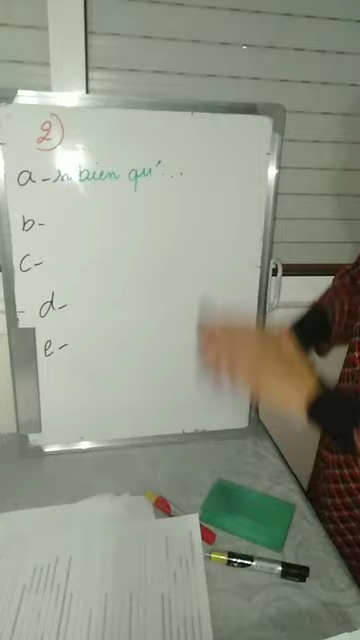 2)
a- si bien qu'...
b-
c-
- d-
e-